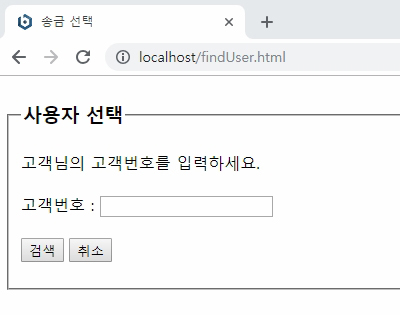 송금 선택
localhost/findUser.html
사용자 선택
고객님의 고객번호를 입력하세요.
고객번호 :
검색 취소